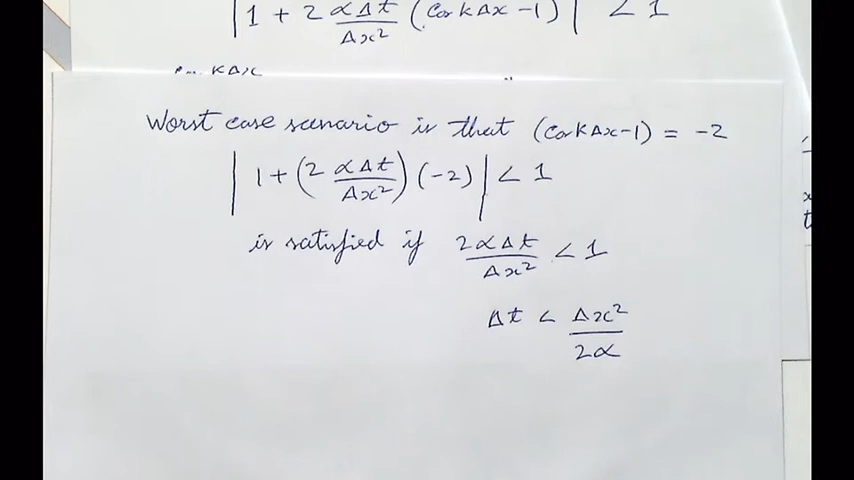 |1 + 2 αΔt/Δx² (cos kΔx - 1)| < 1
kΔx
Worst case scenario is that (cos kΔx-1) = -2
|1+(2 αΔt/Δx²)(-2)| < 1
is satisfied if 2αΔt/Δx² < 1
Δt < Δx²/2α